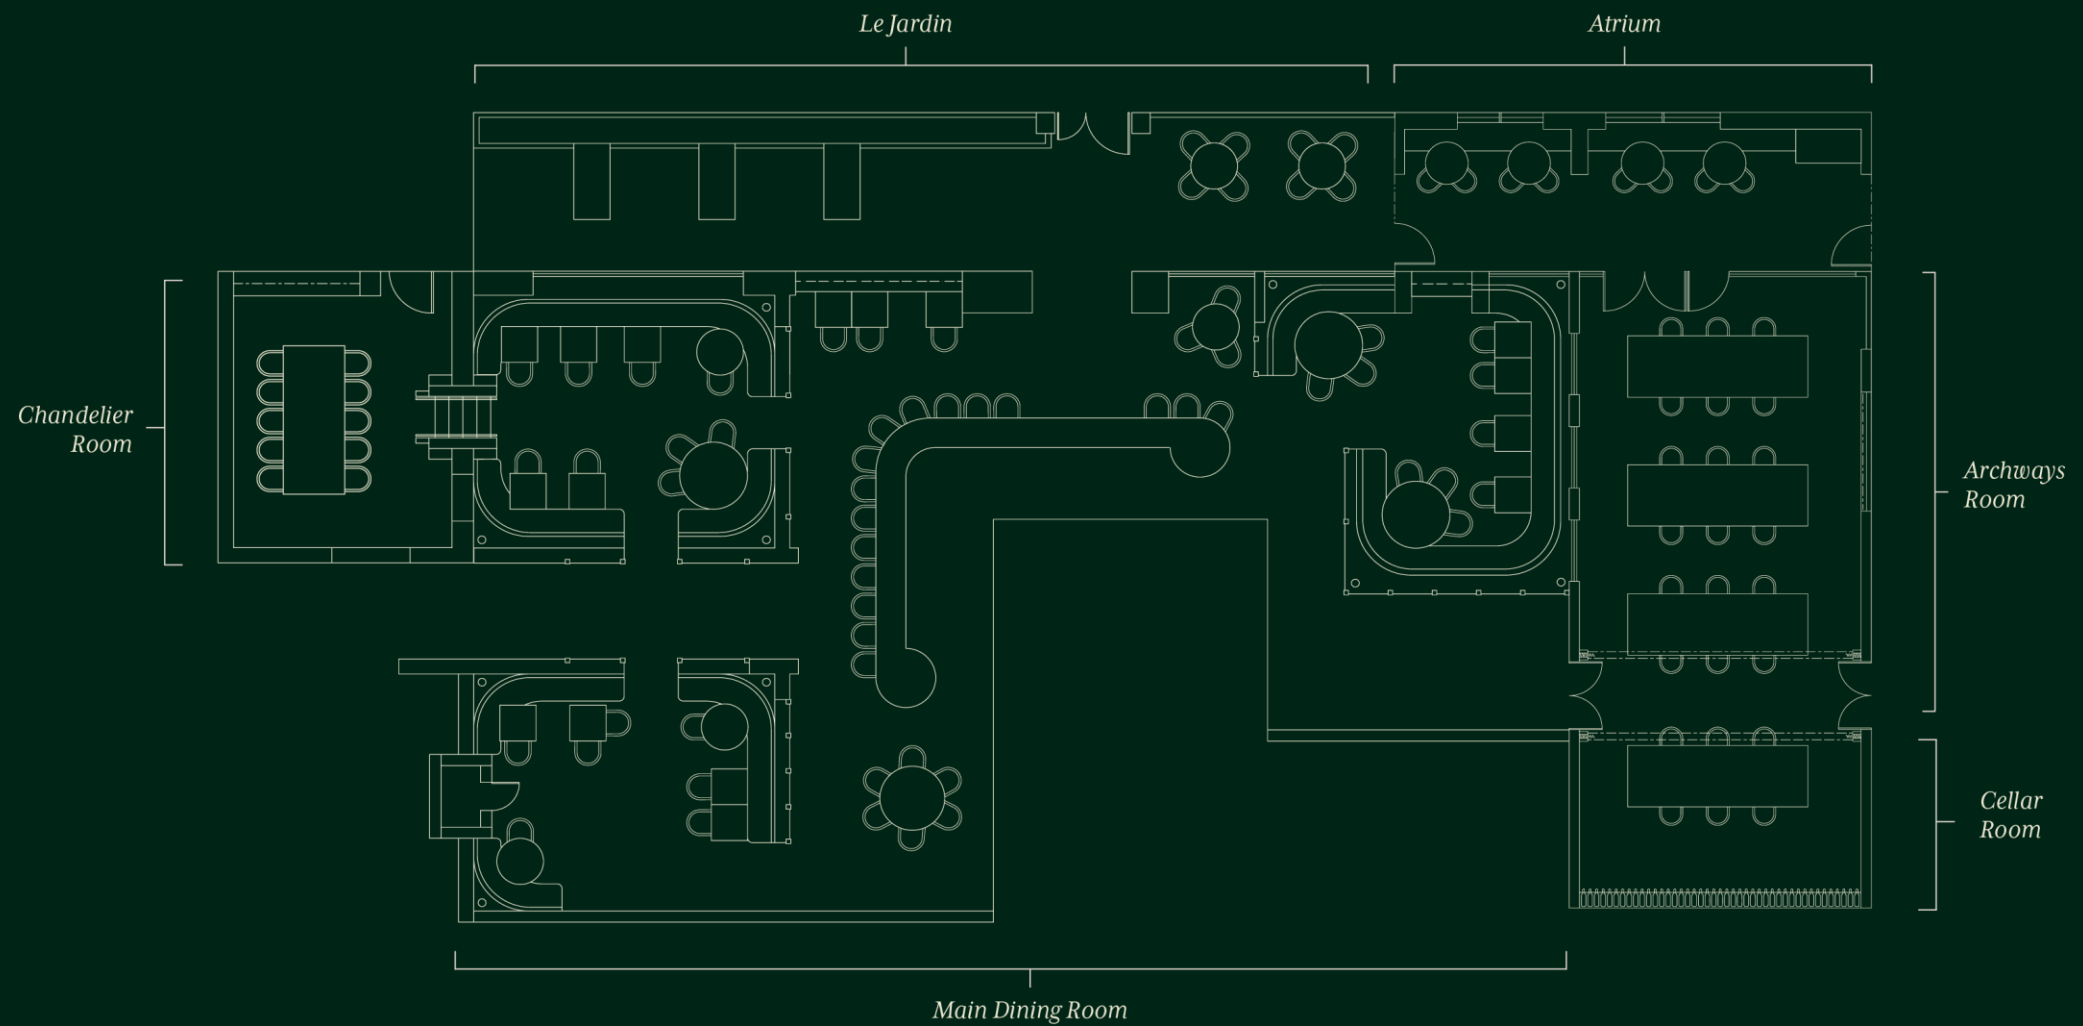 Le Jardin
Atrium
Chandelier
Room
Archways
Room
Cellar
Room
Main Dining Room